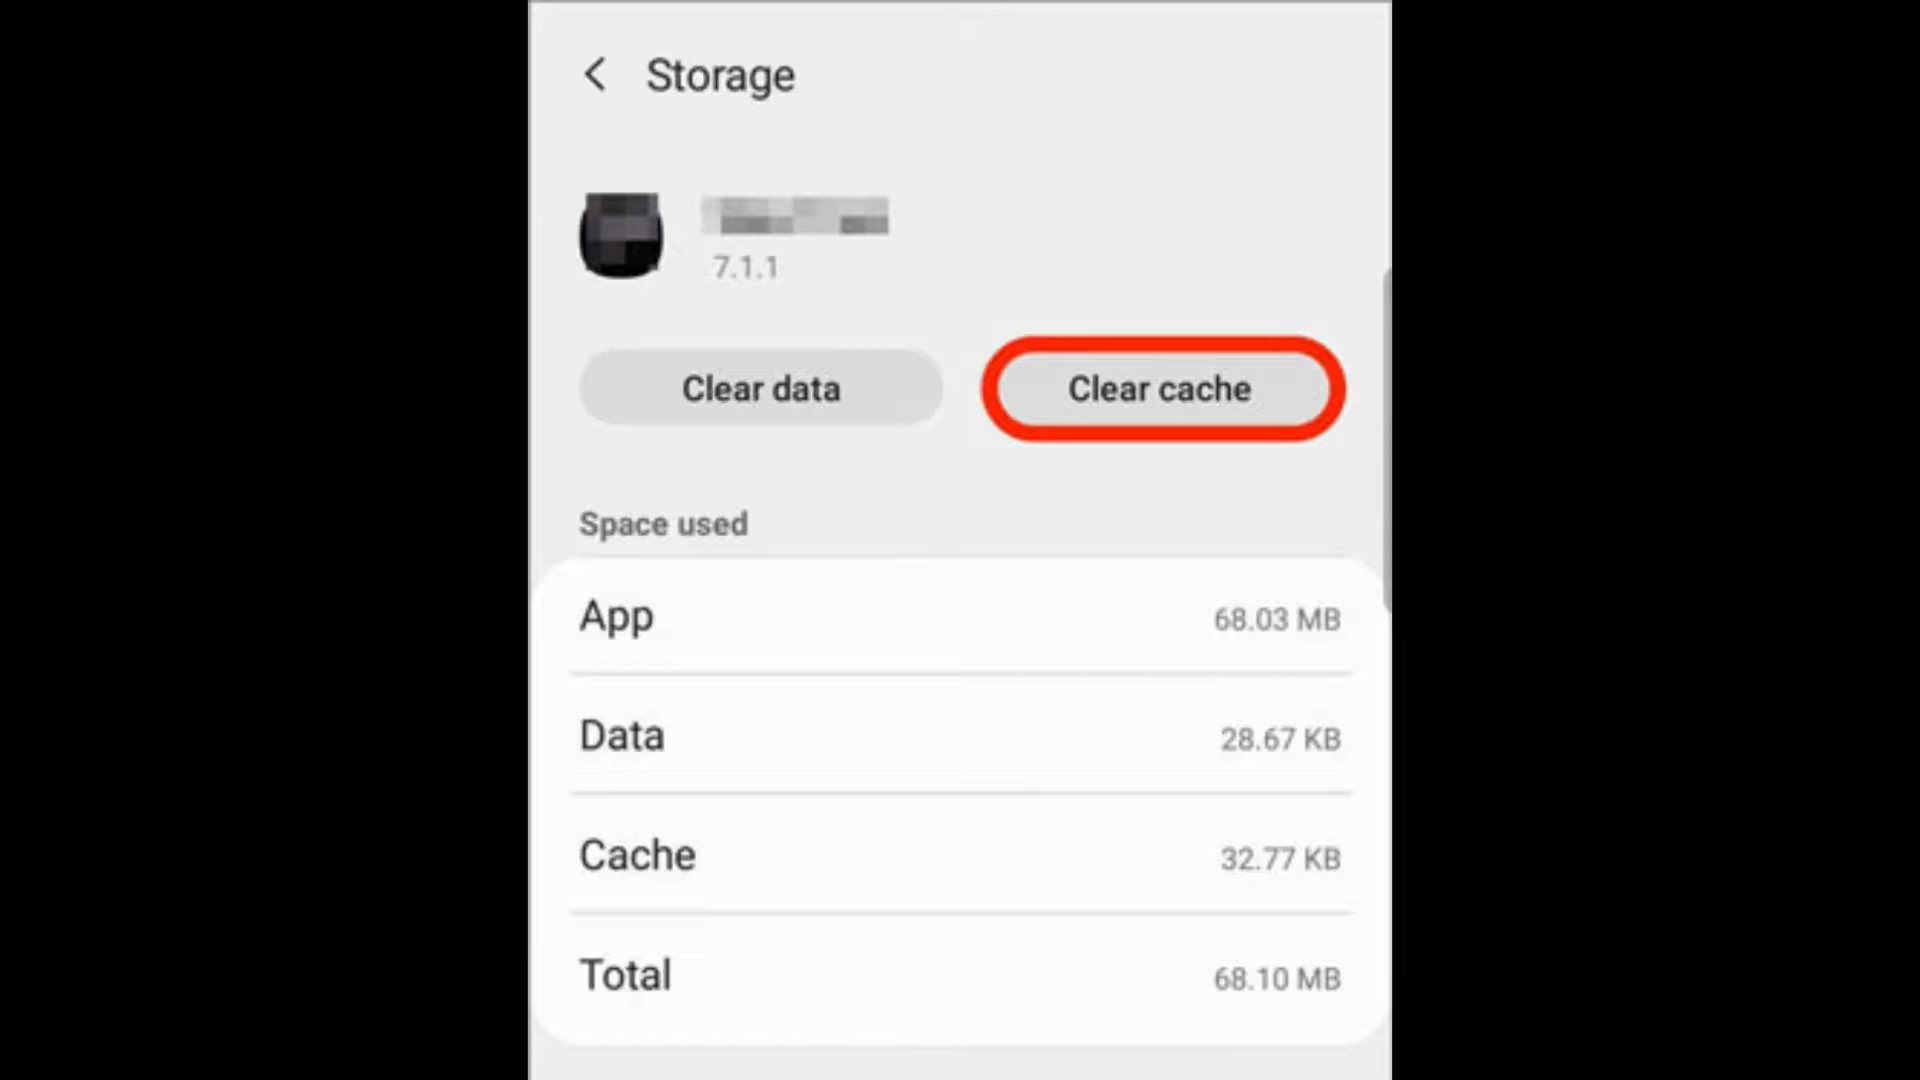 Storage
7.1.1
Clear data
Clear cache
Space used
App 68.03 MB
Data 28.67 KB
Cache 32.77 KB
Total 68.10 MB